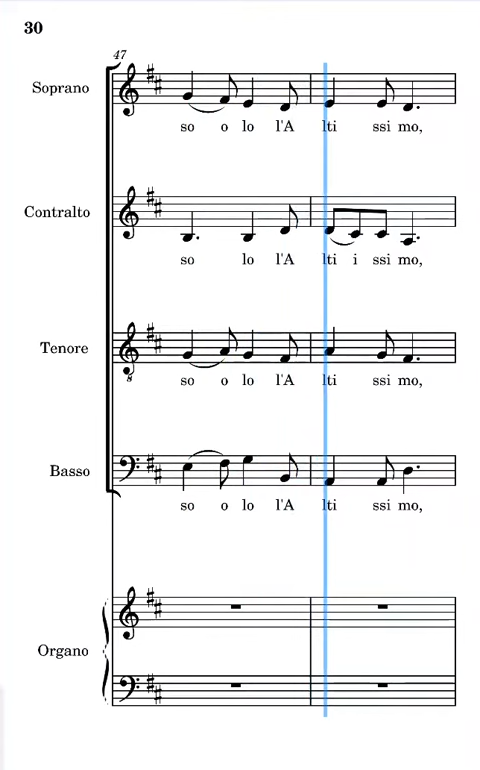 30
47
Soprano
so o lo l'A lti ssi mo,
Contralto
so lo l'A lti i ssi mo,
Tenore
8
so o lo l'A lti ssi mo,
Basso
so o lo l'A lti ssi mo,
Organo